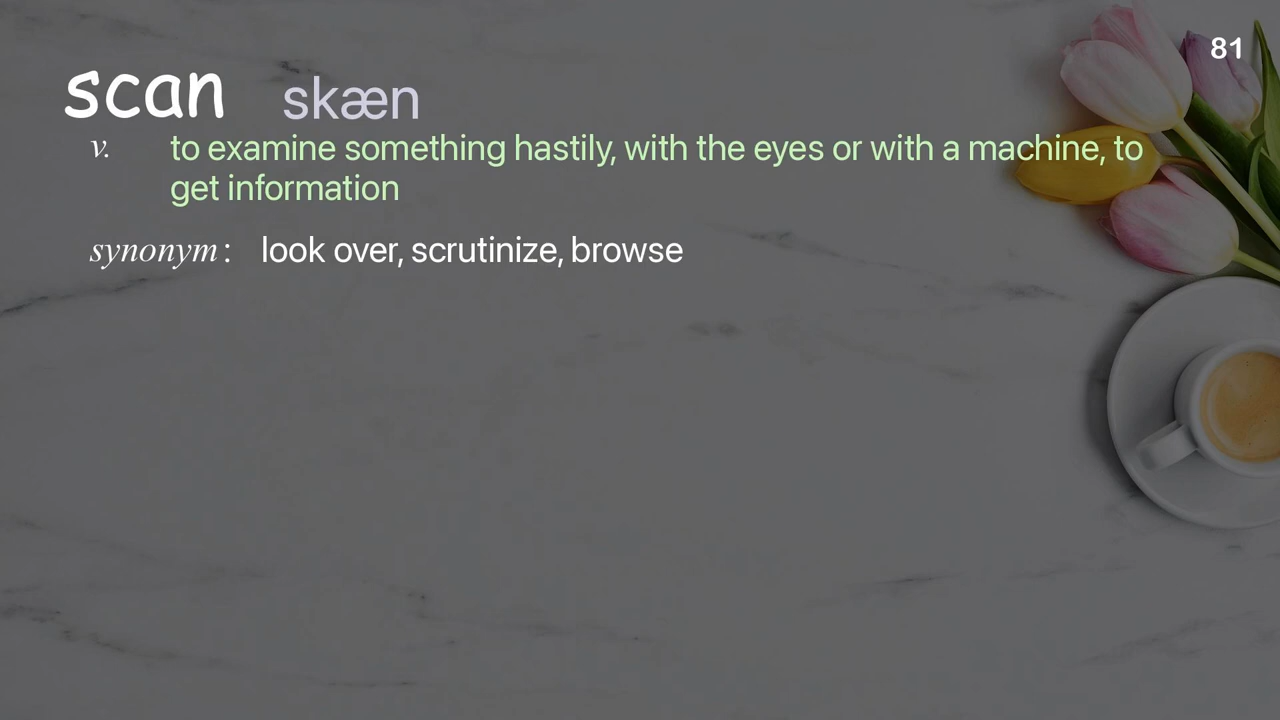 81
scan skæn
v. to examine something hastily, with the eyes or with a machine, to
get information
synonym : look over, scrutinize, browse